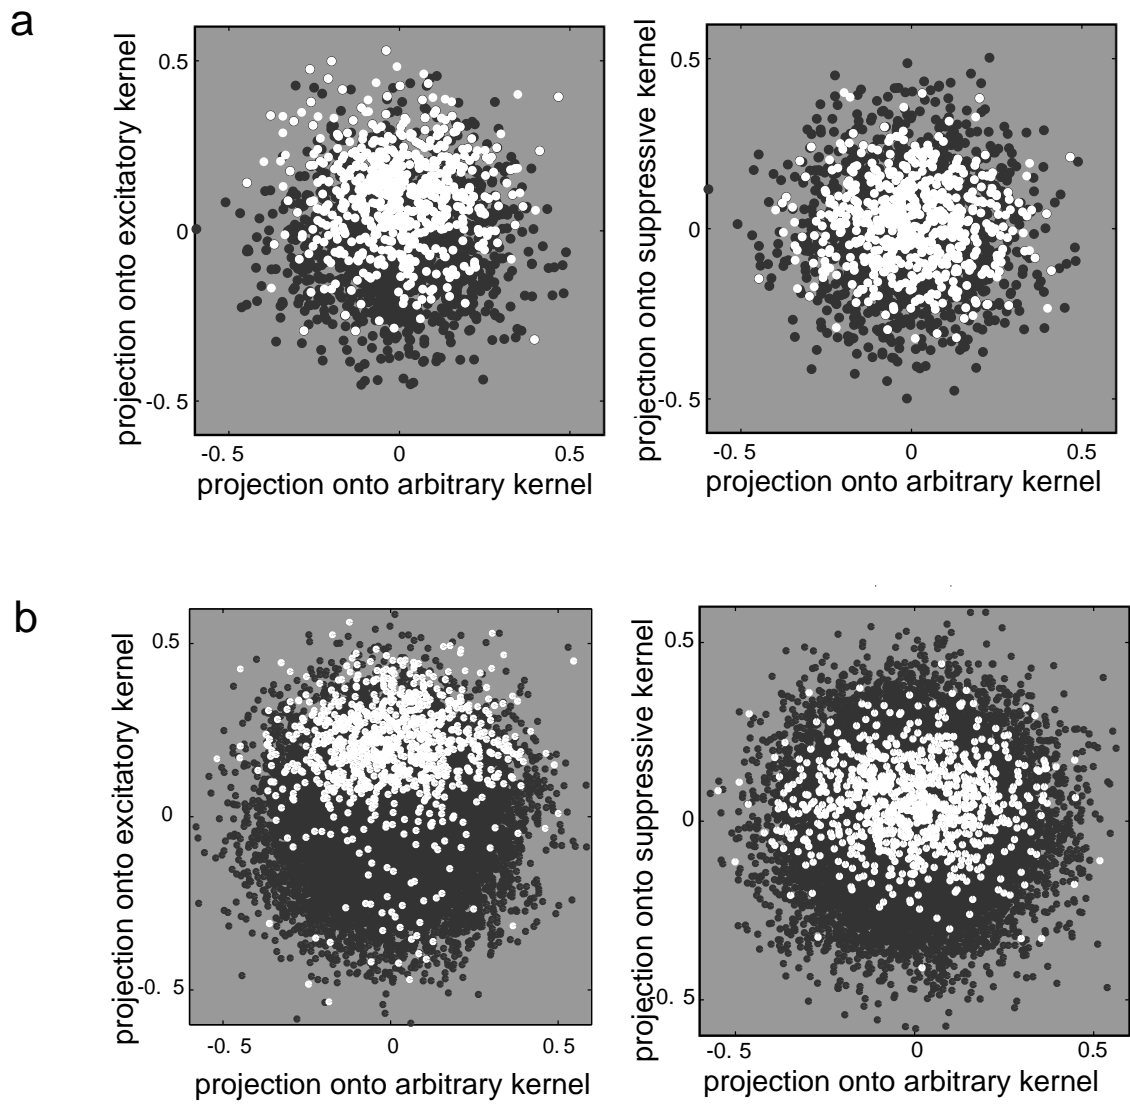 a
projection onto excitatory kernel
0.5
0
-0. 5
-0. 5 0 0.5
projection onto arbitrary kernel
projection onto suppressive kernel
0.5
0
-0. 5
-0. 5 0 0.5
projection onto arbitrary kernel
b
projection onto excitatory kernel
0.5
0
-0. 5
-0. 5 0 0.5
projection onto arbitrary kernel
projection onto suppressive kernel
0.5
0
-0. 5
-0. 5 0 0.5
projection onto arbitrary kernel